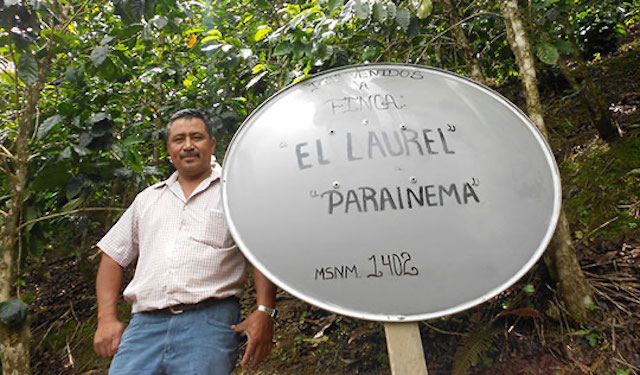 BIENVENIDOS
A
FINCA:
"EL LAUREL"
"PARAINEMA"
MSNM. 1402